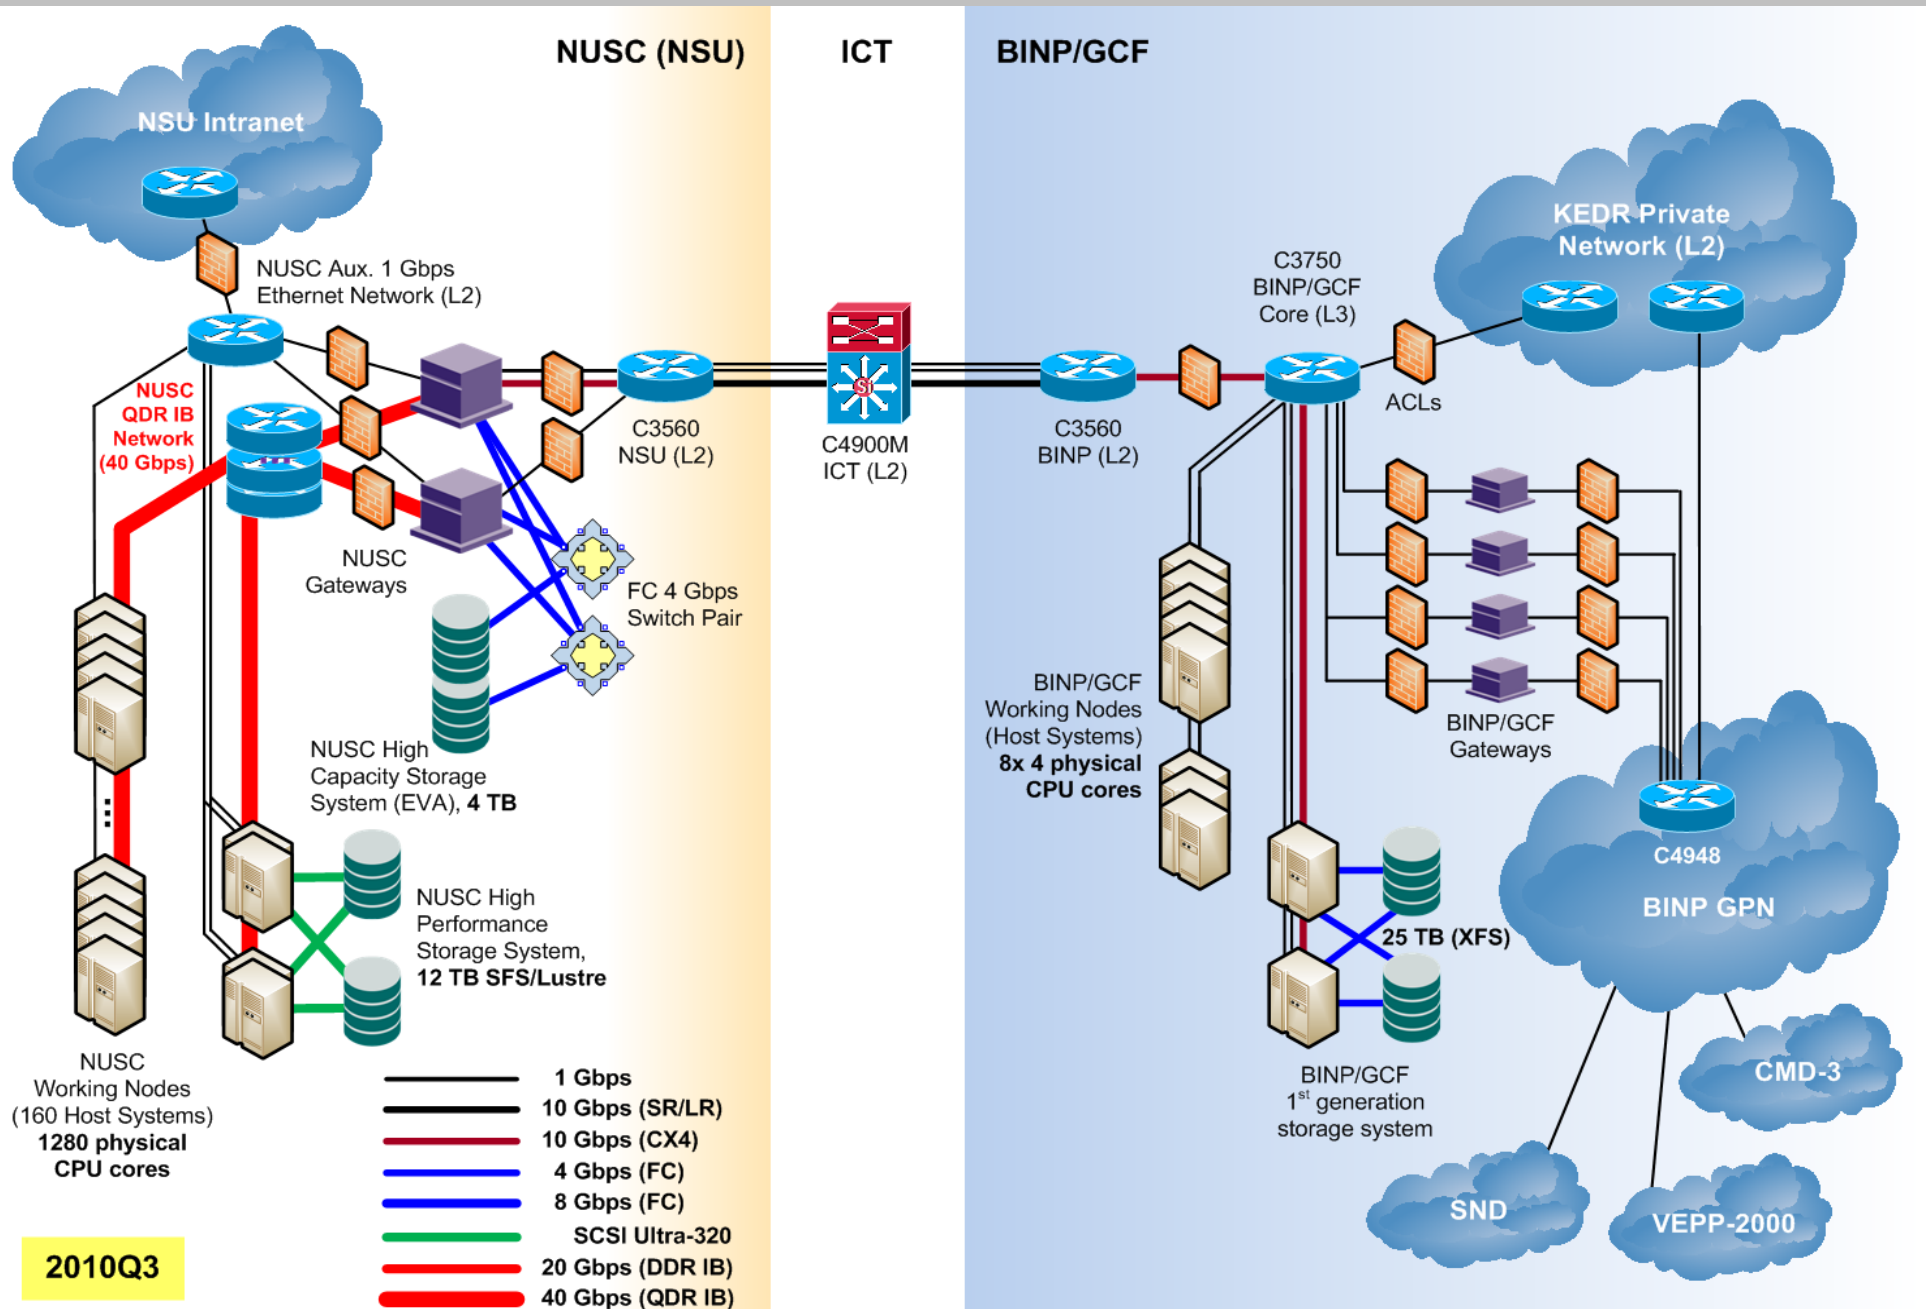 NUSC (NSU)
ICT
BINP/GCF
NSU Intranet
NUSC Aux. 1 Gbps
Ethernet Network (L2)
NUSC
QDR IB
Network
(40 Gbps)
C3560
NSU (L2)
C4900M
ICT (L2)
Si
C3560
BINP (L2)
C3750
BINP/GCF
Core (L3)
KEDR Private
Network (L2)
ACLs
NUSC
Gateways
FC 4 Gbps
Switch Pair
NUSC High
Capacity Storage
System (EVA), 4 TB
NUSC High
Performance
Storage System,
12 TB SFS/Lustre
...
NUSC
Working Nodes
(160 Host Systems)
1280 physical
CPU cores
BINP/GCF
Working Nodes
(Host Systems)
8x 4 physical
CPU cores
BINP/GCF
Gateways
25 TB (XFS)
BINP/GCF
1st generation
storage system
C4948
BINP GPN
CMD-3
SND
VEPP-2000
1 Gbps
10 Gbps (SR/LR)
10 Gbps (CX4)
4 Gbps (FC)
8 Gbps (FC)
SCSI Ultra-320
20 Gbps (DDR IB)
40 Gbps (QDR IB)
2010Q3